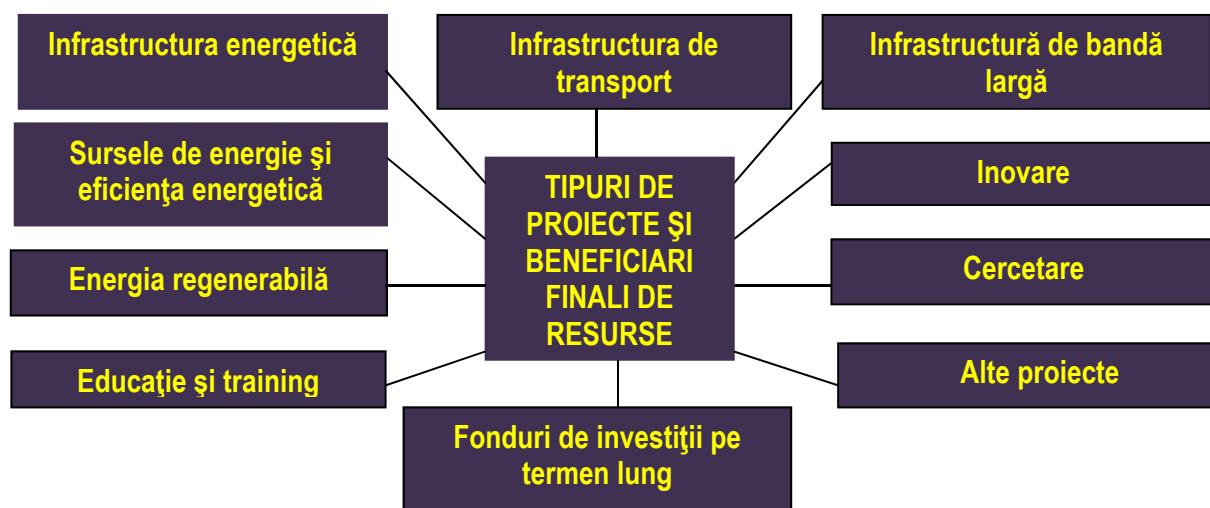 Infrastructura energetică
Infrastructura de
transport
Infrastructură de bandă
largă
Sursele de energie şi
eficienţa energetică
TIPURI DE
PROIECTE ŞI
BENEFICIARI
FINALI DE
RESURSE
Inovare
Energia regenerabilă
Cercetare
Educaţie şi training
Alte proiecte
Fonduri de investiţii pe
termen lung